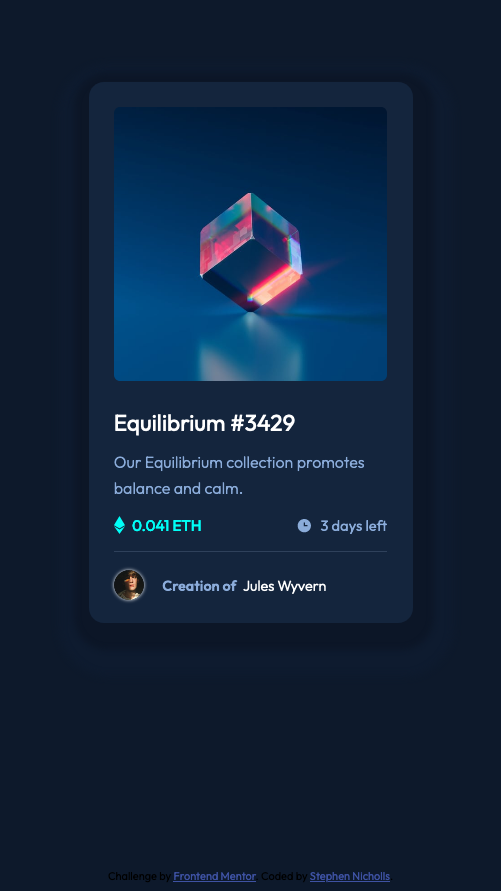 Equilibrium #3429
Our Equilibrium collection promotes
balance and calm.
0.041 ETH
3 days left
Creation of Jules Wyvern
Challenge by Frontend Mentor. Coded by Stephen Nicholls